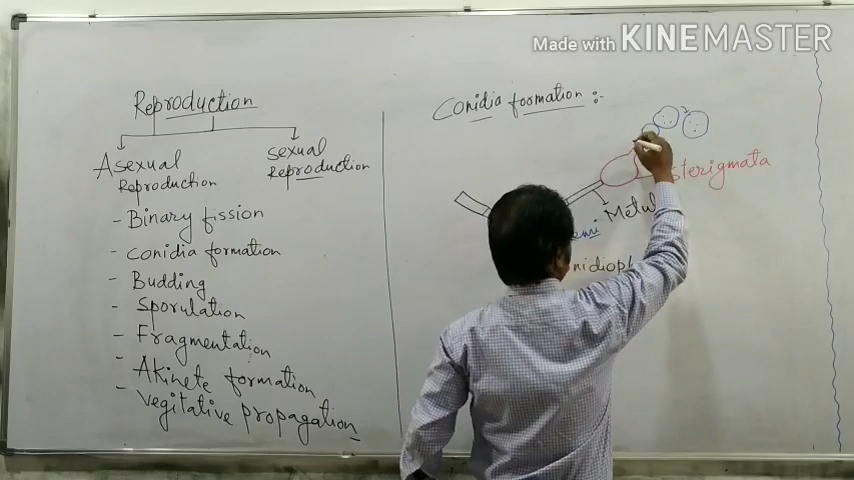 Made with KINEMASTER
Reproduction
Asexual
Reproduction
sexual
Reproduction
- Binary fission
- conidia formation
- Budding
- Sporulation
- Fragmentation
- Akinete formation
- Vegitative propagation
Conidia formation :-
sterigmata
Metul